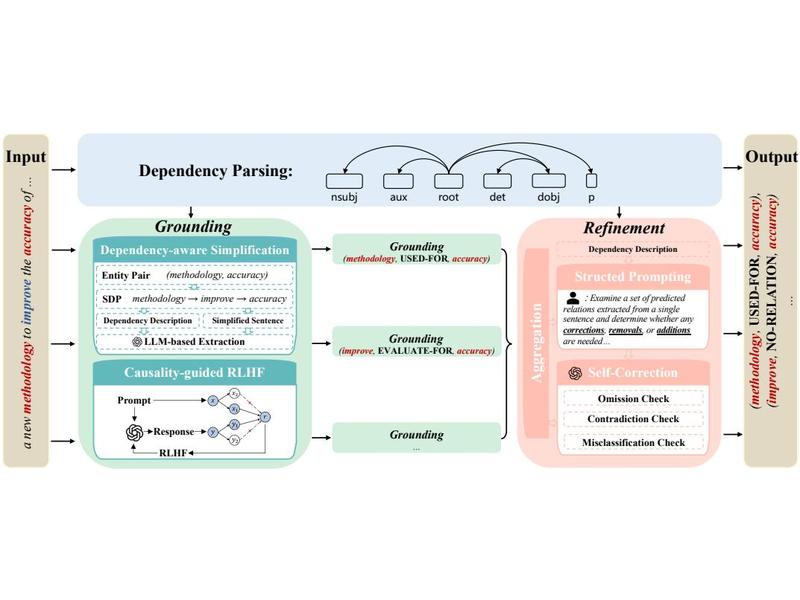 Input
a new methodology to improve the accuracy of ...
Dependency Parsing:
nsubj
aux
root
det
dobj
p
Grounding
Dependency-aware Simplification
Entity Pair (methodology, accuracy)
SDP methodology → improve → accuracy
Dependency Description
Simplified Sentence
LLM-based Extraction
Causality-guided RLHF
Prompt
Response
RLHF
Grounding
(methodology, USED-FOR, accuracy)
Grounding
(improve, EVALUATE-FOR, accuracy)
Grounding
...
Refinement
Aggregation
Dependency Description
Structed Prompting
: Examine a set of predicted
relations extracted from a single
sentence and determine whether any
corrections, removals, or additions
are needed…
Self-Correction
Omission Check
Contradiction Check
Misclassification Check
Output
(methodology, USED-FOR, accuracy),
(improve, NO-RELATION, accuracy)
...